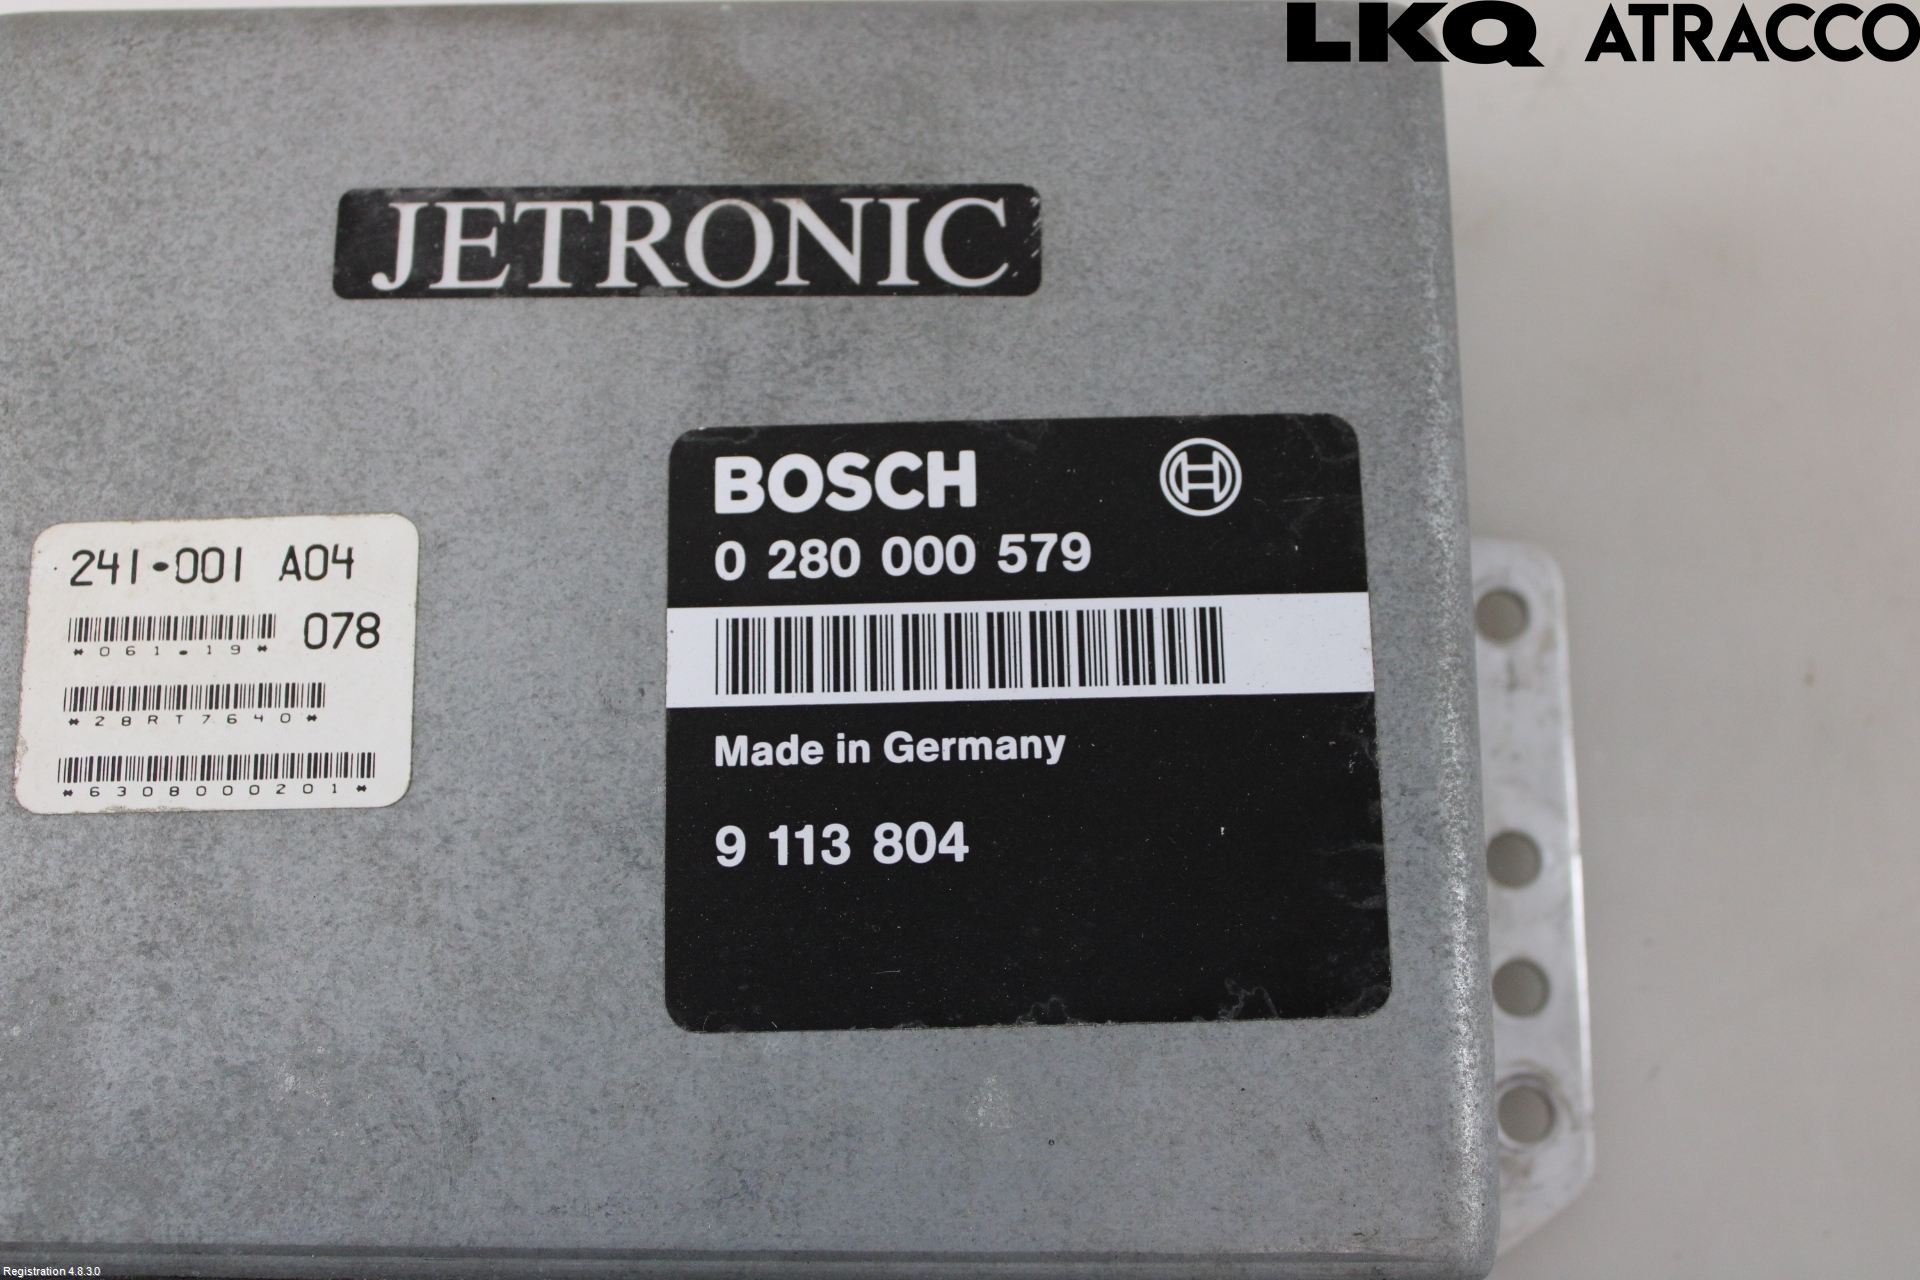 LKQ ATRACCO
JETRONIC
BOSCH
0 280 000 579
Made in Germany
9 113 804
241-001 A04
078
*061.19*
*28RT7640*
*6308000201*
Registration 4.8.3.0